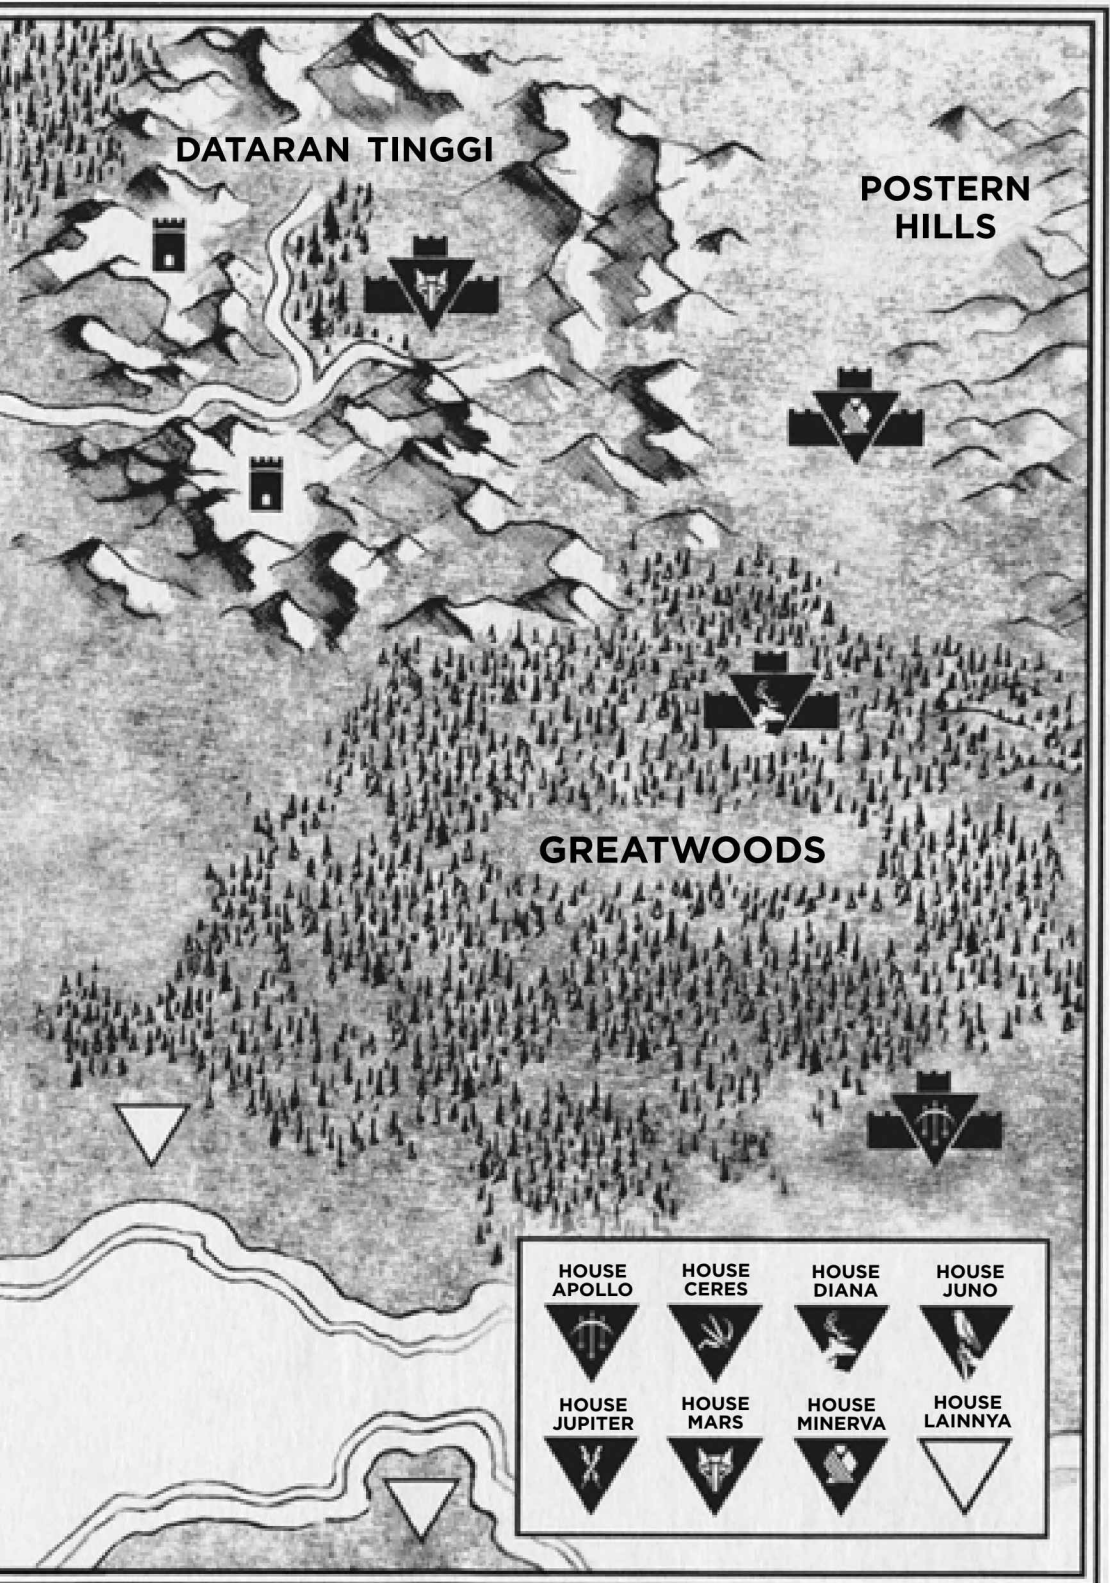 DATARAN TINGGI
POSTERN
HILLS
GREATWOODS
HOUSE
APOLLO
HOUSE
CERES
HOUSE
DIANA
HOUSE
JUNO
HOUSE
JUPITER
HOUSE
MARS
HOUSE
MINERVA
HOUSE
LAINNYA